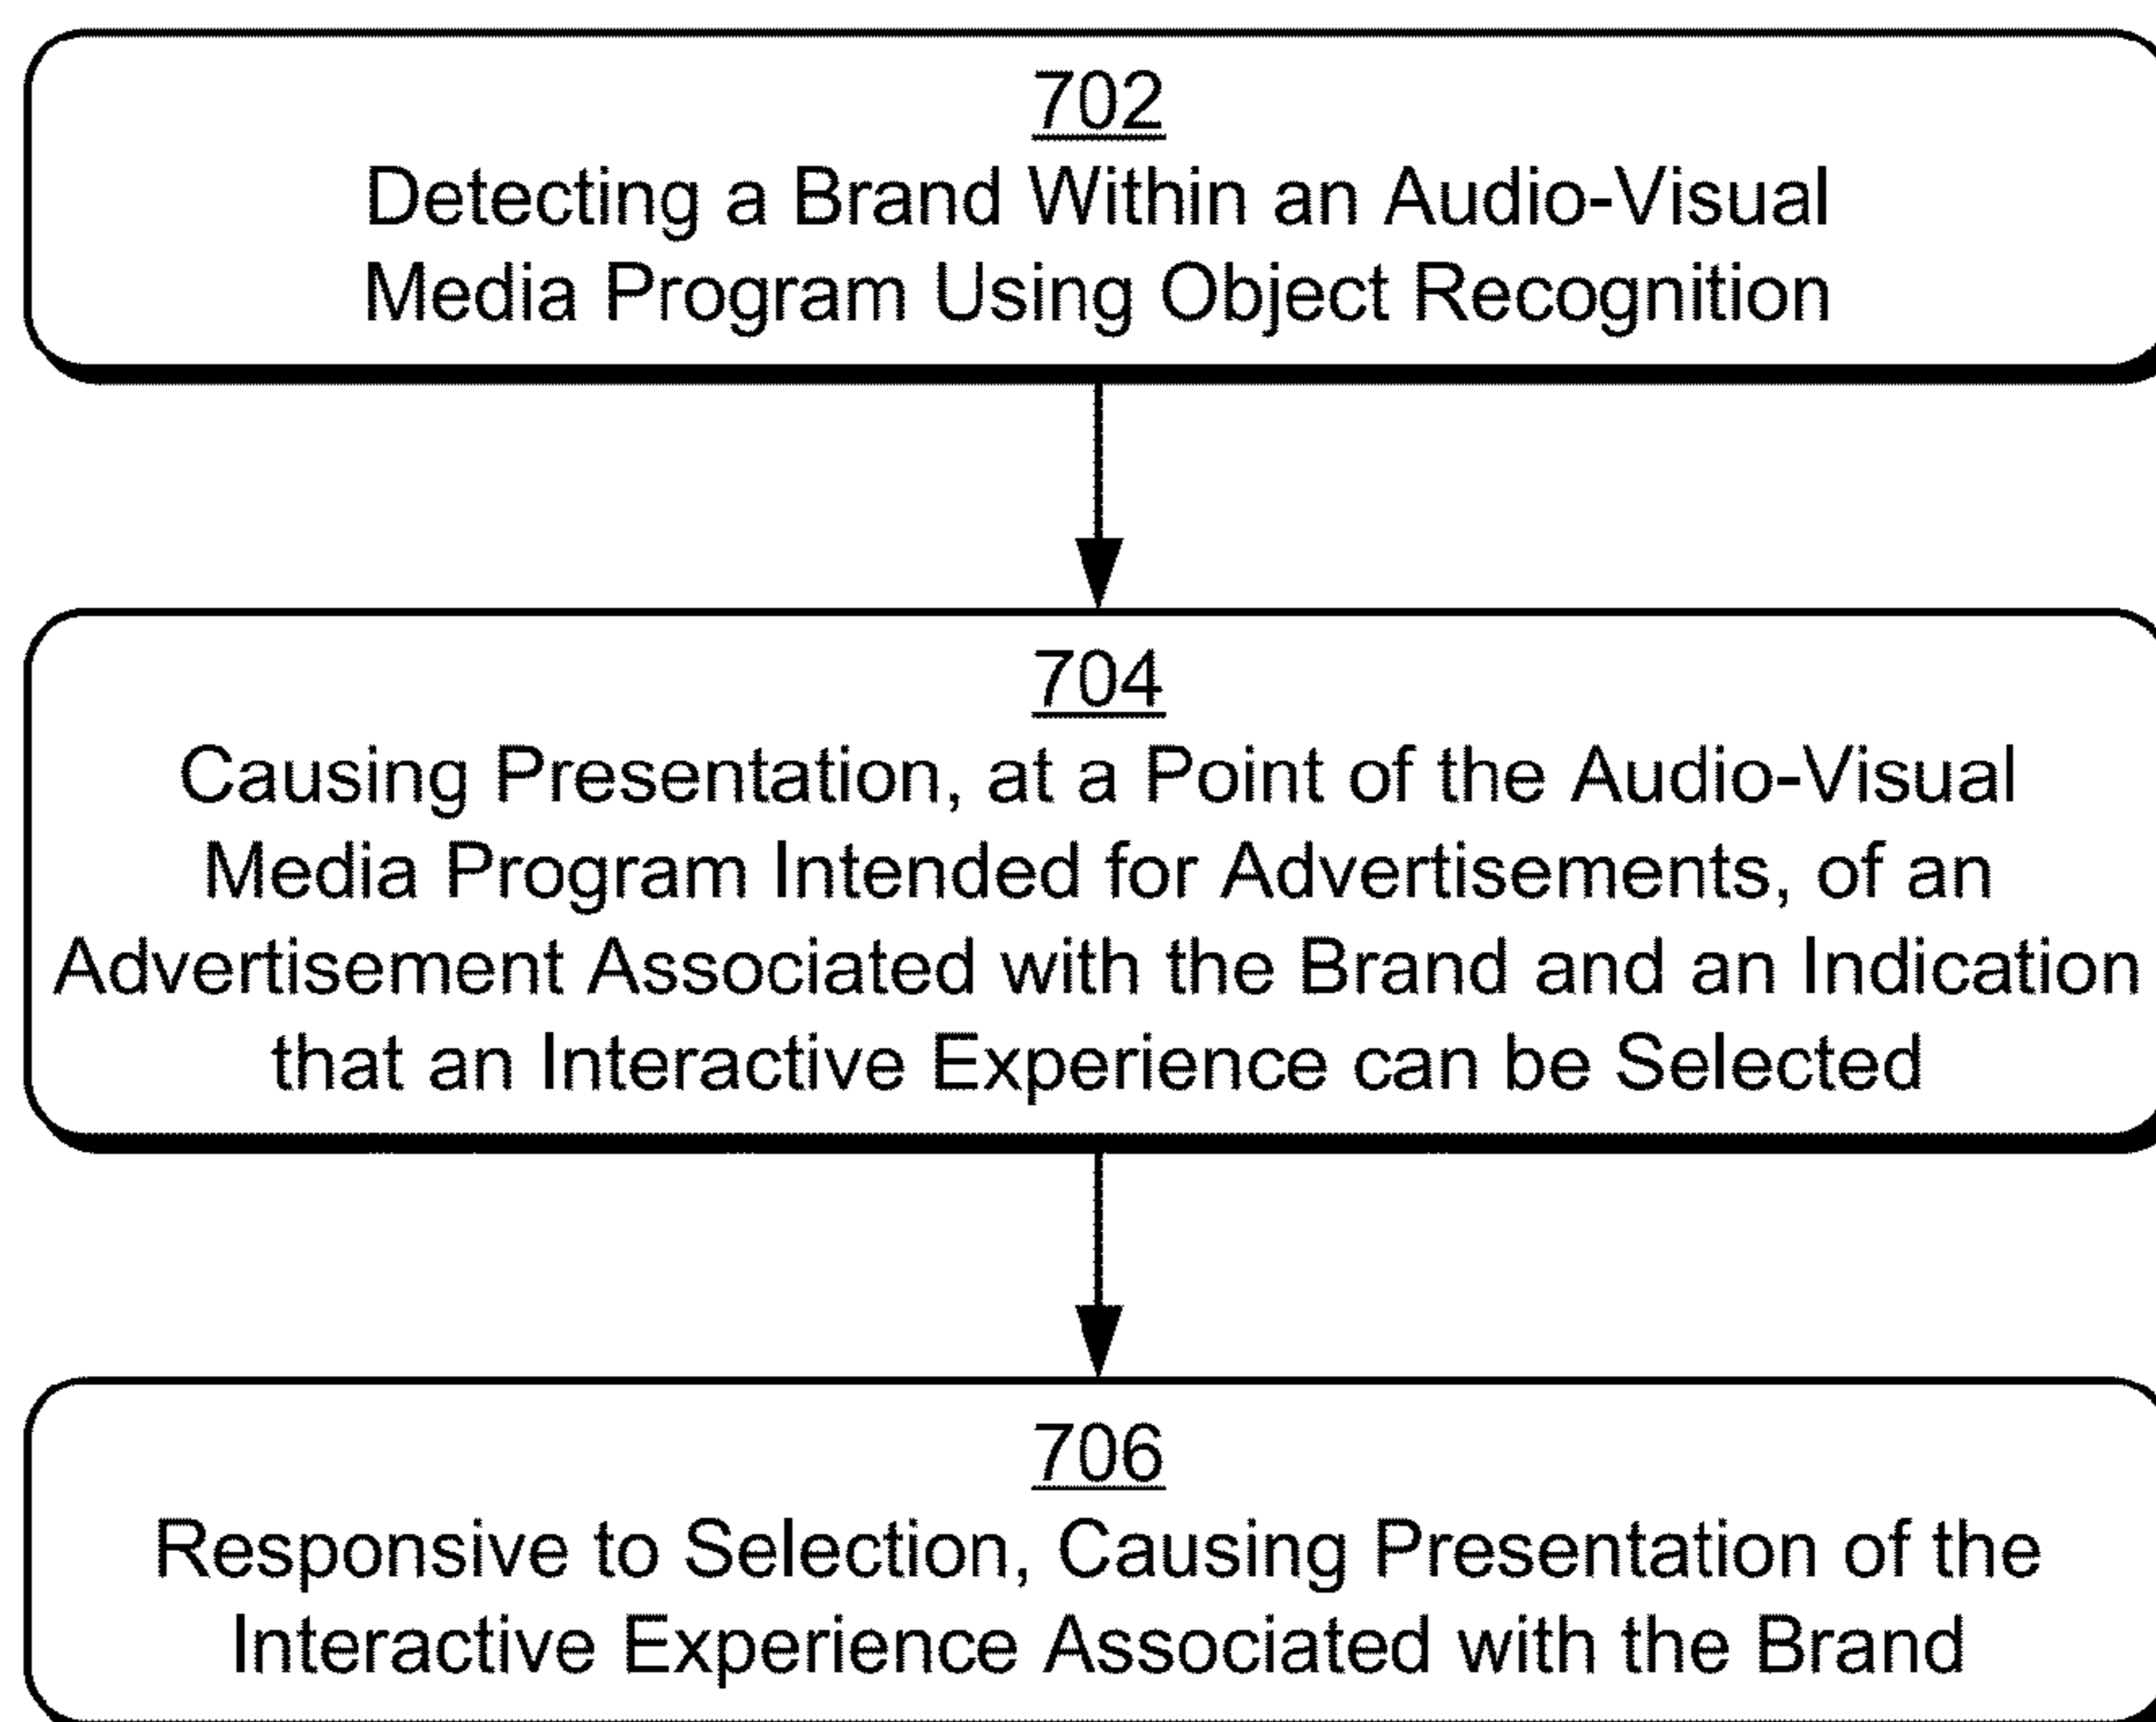 702
Detecting a Brand Within an Audio-Visual
Media Program Using Object Recognition
704
Causing Presentation, at a Point of the Audio-Visual
Media Program Intended for Advertisements, of an
Advertisement Associated with the Brand and an Indication
that an Interactive Experience can be Selected
706
Responsive to Selection, Causing Presentation of the
Interactive Experience Associated with the Brand